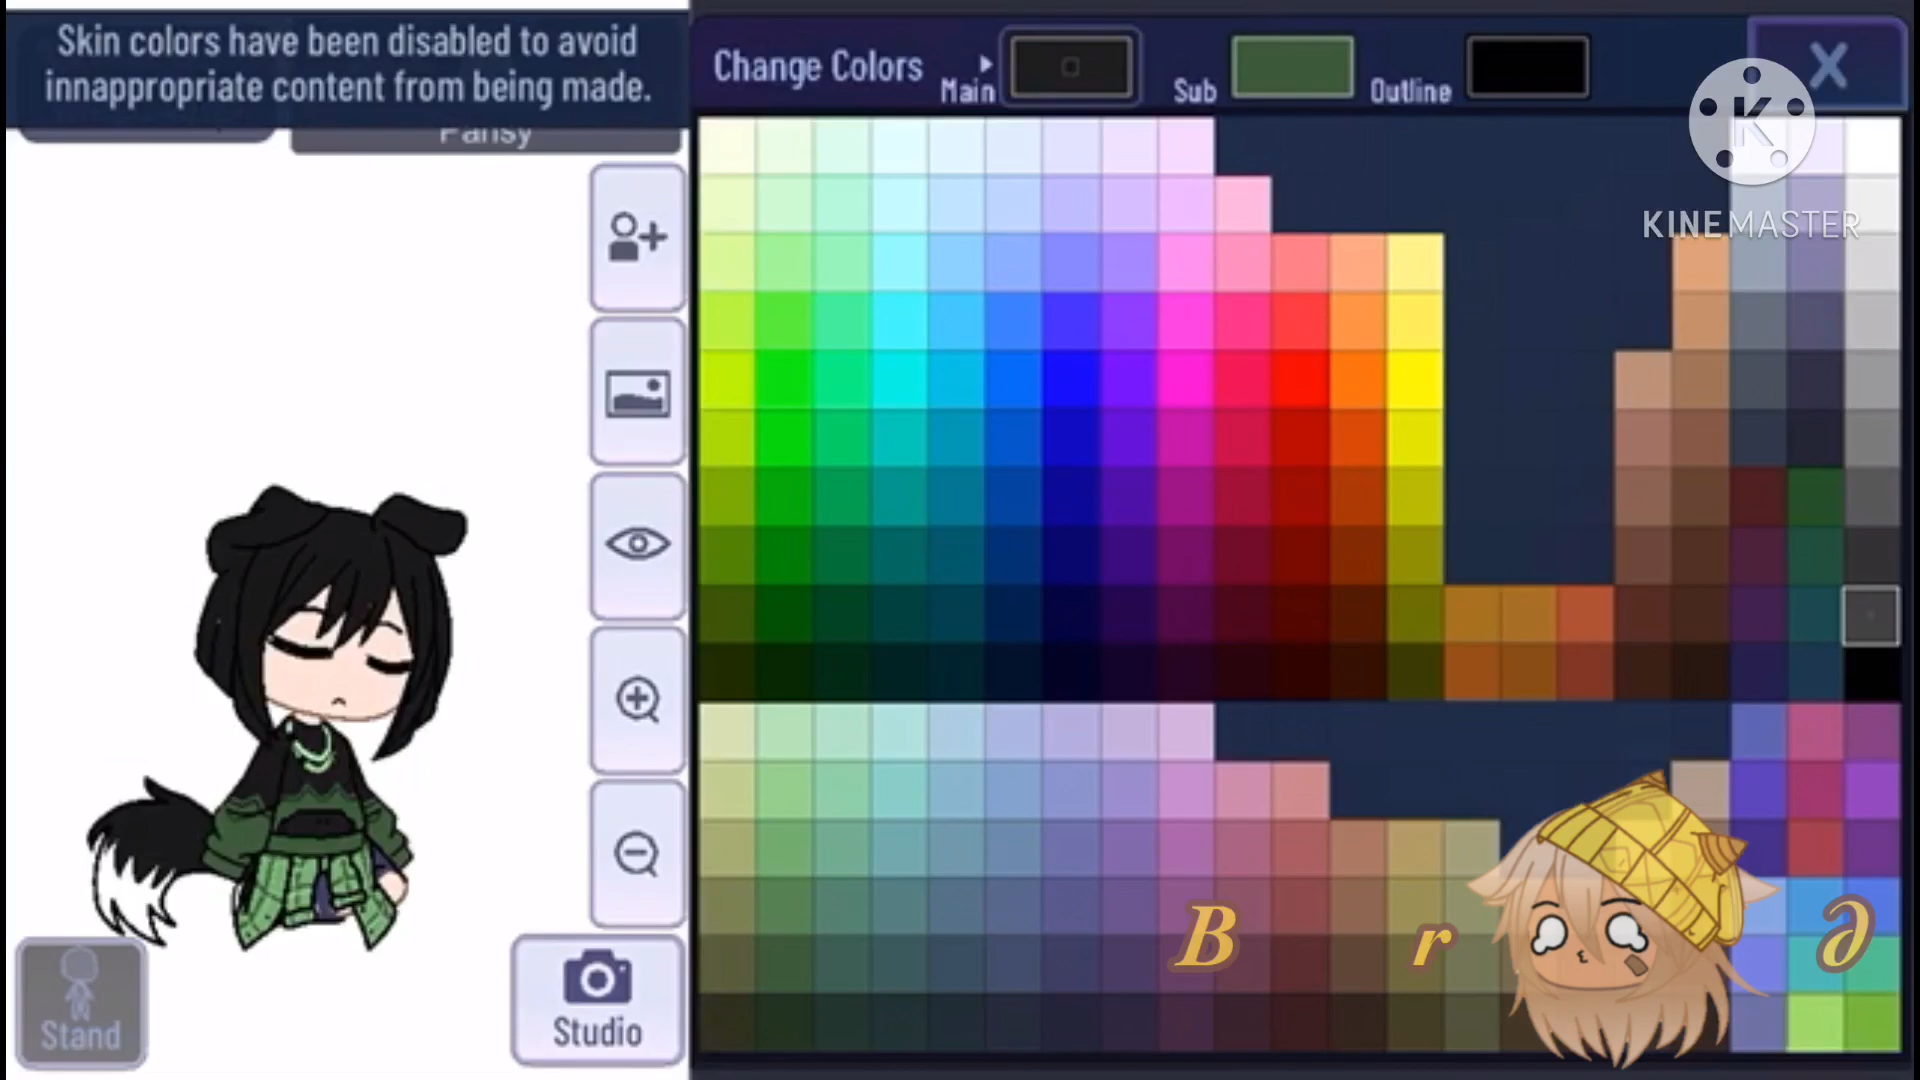 Skin colors have been disabled to avoid
innappropriate content from being made.
Pansy
Change Colors
Main
Sub
Outline
X
K
KINEMASTER
B r ∂
Stand
Studio